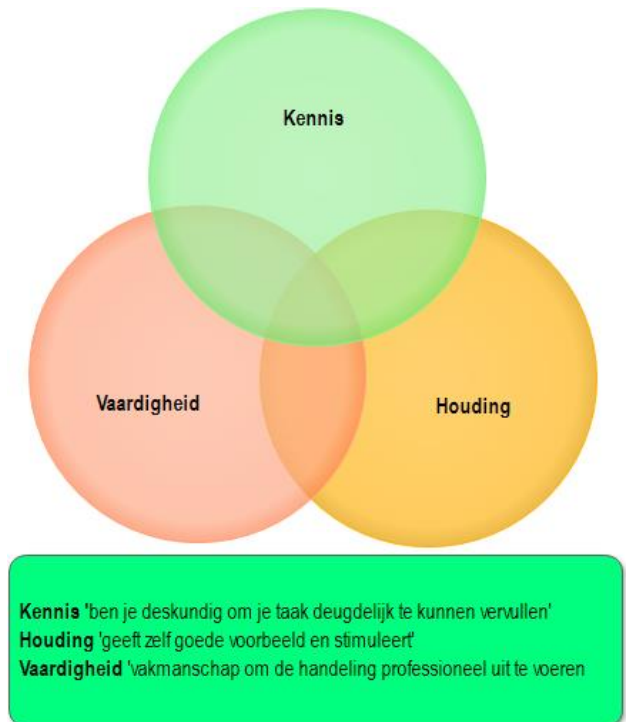 Kennis
Vaardigheid
Houding
Kennis 'ben je deskundig om je taak deugdelijk te kunnen vervullen'
Houding 'geeft zelf goede voorbeeld en stimuleert'
Vaardigheid 'vakmanschap om de handeling professioneel uit te voeren